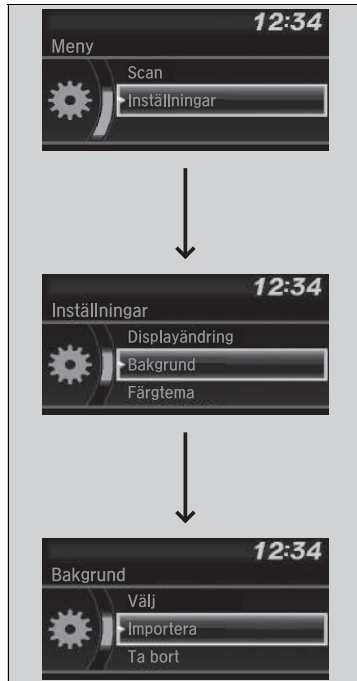 12:34
Meny
Scan
Inställningar
12:34
Inställningar
Displayändring
Bakgrund
Färgtema
12:34
Bakgrund
Välj
Importera
Ta bort